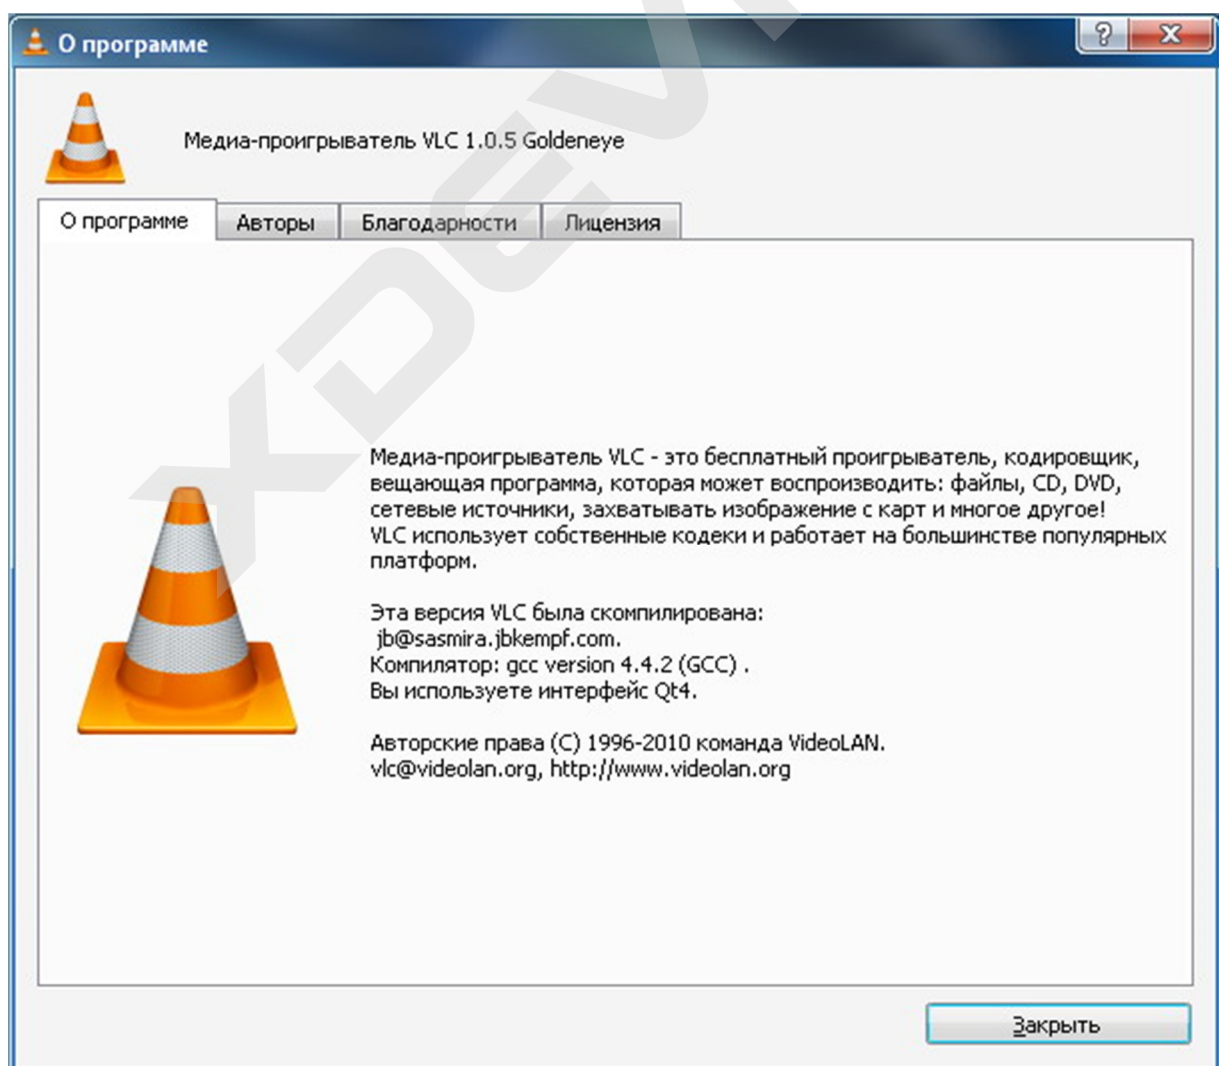 О программе
Медиа-проигрыватель VLC 1.0.5 Goldeneye
О программе
Авторы
Благодарности
Лицензия
Медиа-проигрыватель VLC - это бесплатный проигрыватель, кодировщик,
вещающая программа, которая может воспроизводить: файлы, CD, DVD,
сетевые источники, захватывать изображение с карт и многое другое!
VLC использует собственные кодеки и работает на большинстве популярных
платформ.
Эта версия VLC была скомпилирована:
jb@sasmira.jbkempf.com.
Компилятор: gcc version 4.4.2 (GCC) .
Вы используете интерфейс Qt4.
Авторские права (C) 1996-2010 команда VideoLAN.
vlc@videolan.org, http://www.videolan.org
Закрыть